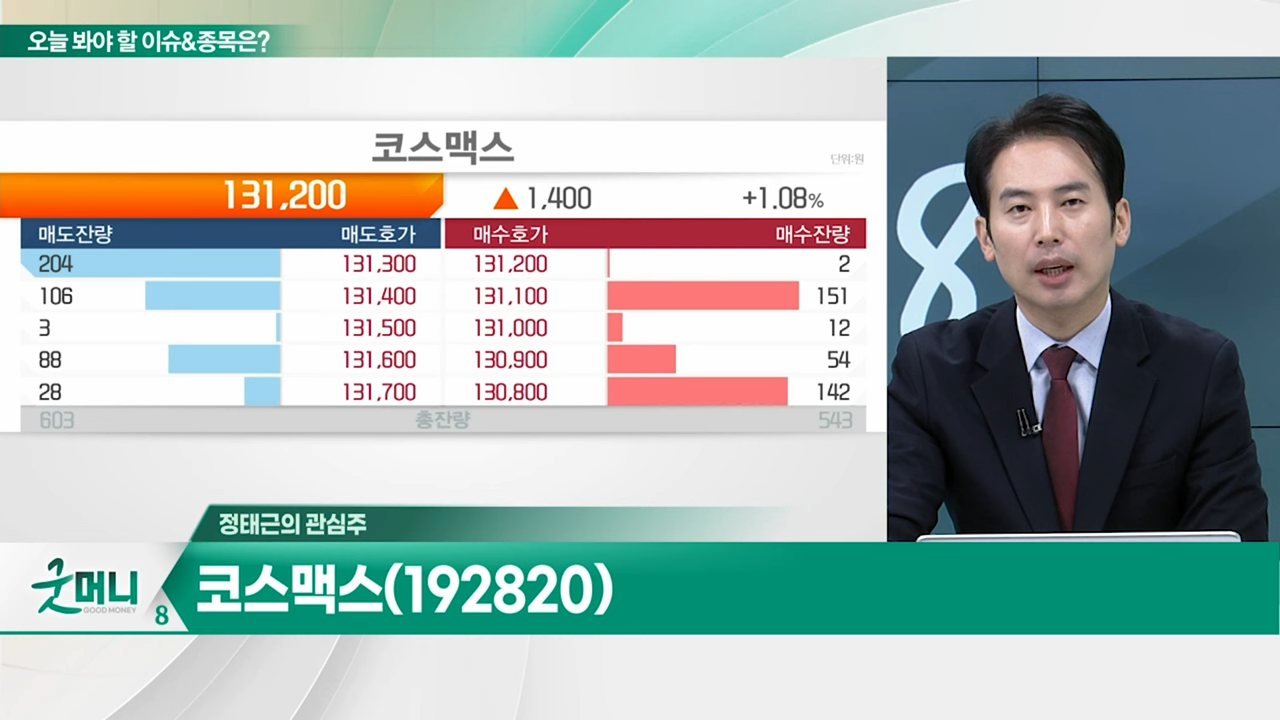 오늘 봐야 할 이슈&종목은?
코스맥스
단위:원
131,200 ▲ 1,400 +1.08%
매도잔량 매도호가 매수호가 매수잔량
204 131,300 131,200 2
106 131,400 131,100 151
3 131,500 131,000 12
88 131,600 130,900 54
28 131,700 130,800 142
603 총잔량 543
8
정태근의 관심주
굿머니
GOOD MONEY
8
코스맥스(192820)